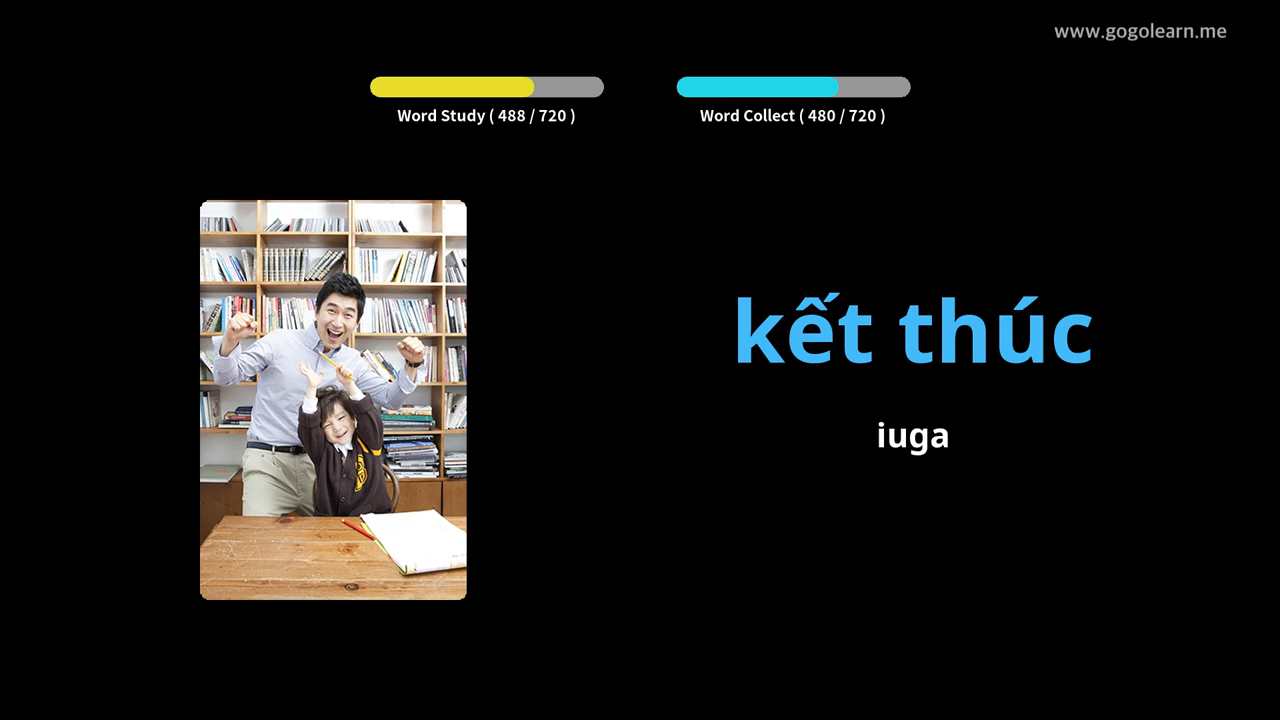 www.gogolearn.me
Word Study ( 488 / 720 )
Word Collect ( 480 / 720 )
kết thúc
iuga